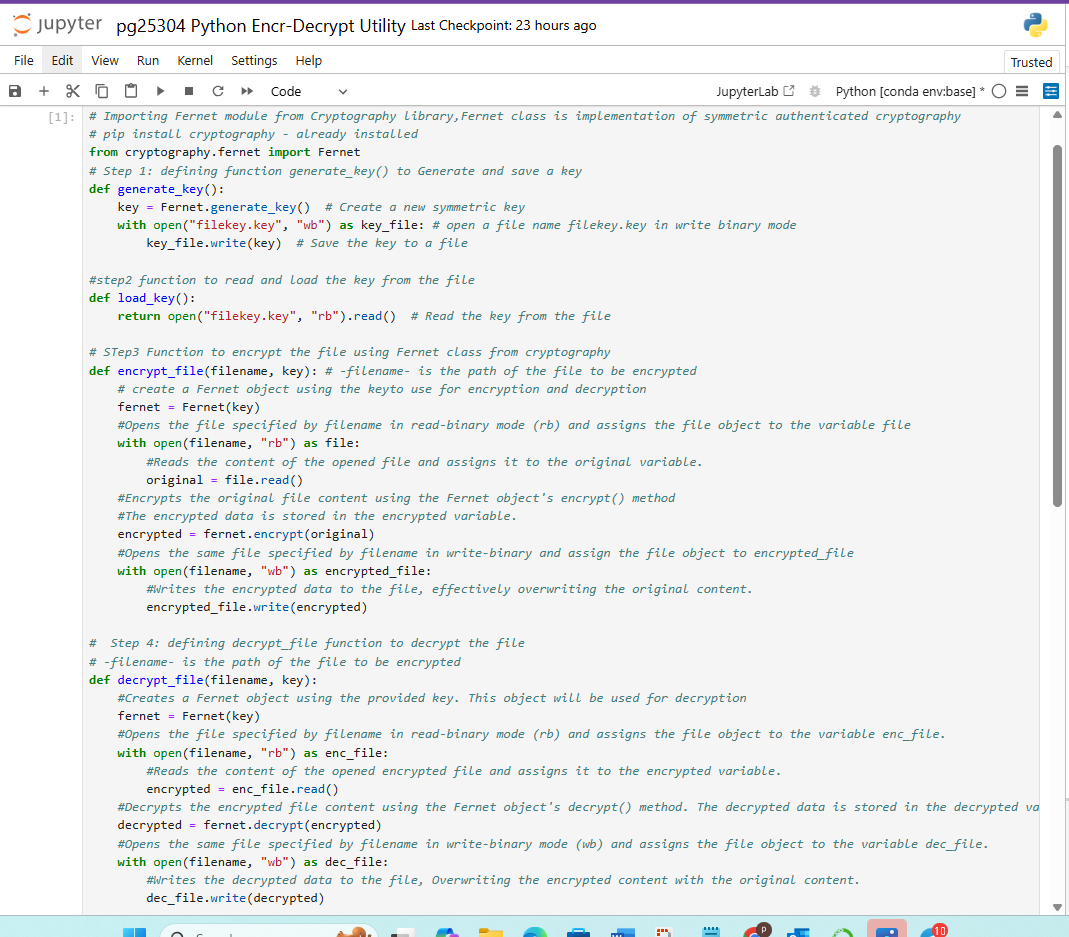 jupyter pg25304 Python Encr-Decrypt Utility Last Checkpoint: 23 hours ago
File Edit View Run Kernel Settings Help Trusted
Code JupyterLab Python [conda env:base] *
[1]: # Importing Fernet module from Cryptography library,Fernet class is implementation of symmetric authenticated cryptography
# pip install cryptography - already installed
from cryptography.fernet import Fernet
# Step 1: defining function generate_key() to Generate and save a key
def generate_key():
    key = Fernet.generate_key()  # Create a new symmetric key
    with open("filekey.key", "wb") as key_file: # open a file name filekey.key in write binary mode
        key_file.write(key)  # Save the key to a file
#step2 function to read and load the key from the file
def load_key():
    return open("filekey.key", "rb").read()  # Read the key from the file
# STep3 Function to encrypt the file using Fernet class from cryptography
def encrypt_file(filename, key): # -filename- is the path of the file to be encrypted
    # create a Fernet object using the keyto use for encryption and decryption
    fernet = Fernet(key)
    #Opens the file specified by filename in read-binary mode (rb) and assigns the file object to the variable file
    with open(filename, "rb") as file:
        #Reads the content of the opened file and assigns it to the original variable.
        original = file.read()
    #Encrypts the original file content using the Fernet object's encrypt() method
    #The encrypted data is stored in the encrypted variable.
    encrypted = fernet.encrypt(original)
    #Opens the same file specified by filename in write-binary and assign the file object to encrypted_file
    with open(filename, "wb") as encrypted_file:
        #Writes the encrypted data to the file, effectively overwriting the original content.
        encrypted_file.write(encrypted)
#  Step 4: defining decrypt_file function to decrypt the file
# -filename- is the path of the file to be encrypted
def decrypt_file(filename, key):
    #Creates a Fernet object using the provided key. This object will be used for decryption
    fernet = Fernet(key)
    #Opens the file specified by filename in read-binary mode (rb) and assigns the file object to the variable enc_file.
    with open(filename, "rb") as enc_file:
        #Reads the content of the opened encrypted file and assigns it to the encrypted variable.
        encrypted = enc_file.read()
    #Decrypts the encrypted file content using the Fernet object's decrypt() method. The decrypted data is stored in the decrypted va
    decrypted = fernet.decrypt(encrypted)
    #Opens the same file specified by filename in write-binary mode (wb) and assigns the file object to the variable dec_file.
    with open(filename, "wb") as dec_file:
        #Writes the decrypted data to the file, Overwriting the encrypted content with the original content.
        dec_file.write(decrypted)
P 10